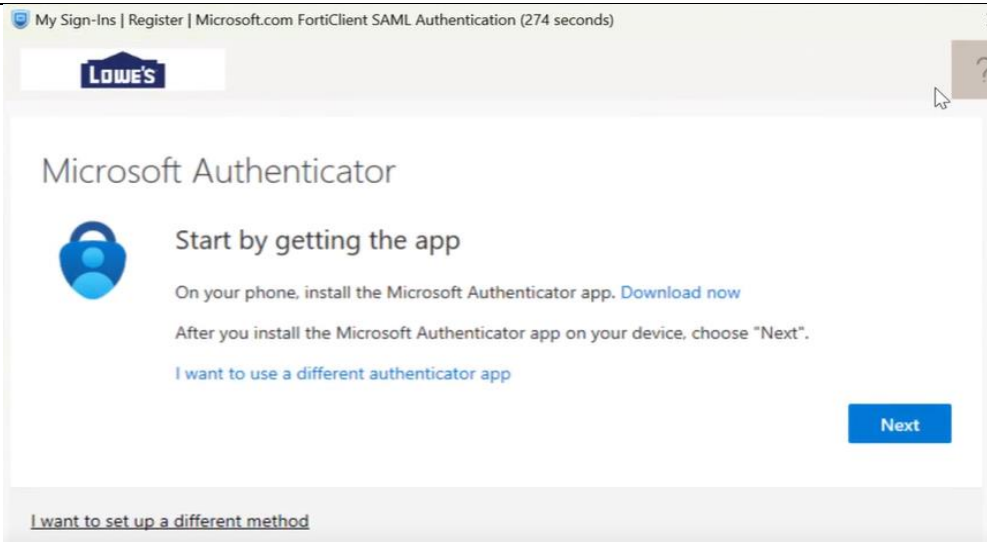 My Sign-Ins | Register | Microsoft.com FortiClient SAML Authentication (274 seconds)
LOWE'S
?
Microsoft Authenticator
Start by getting the app
On your phone, install the Microsoft Authenticator app. Download now
After you install the Microsoft Authenticator app on your device, choose "Next".
I want to use a different authenticator app
Next
I want to set up a different method